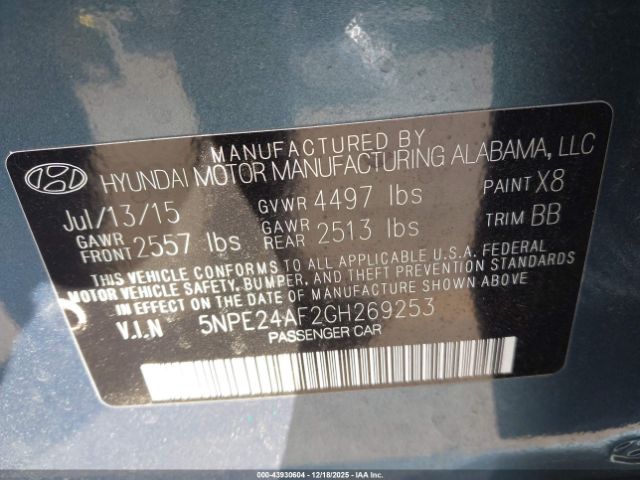 MANUFACTURED BY
HYUNDAI MOTOR MANUFACTURING ALABAMA, LLC
Jul/13/15 GVWR 4497 lbs PAINT X8
GAWR FRONT 2557 lbs GAWR REAR 2513 lbs TRIM BB
THIS VEHICLE CONFORMS TO ALL APPLICABLE U.S.A. FEDERAL
MOTOR VEHICLE SAFETY, BUMPER, AND THEFT PREVENTION STANDARDS
IN EFFECT ON THE DATE OF MANUFACTURE SHOWN ABOVE.
V.I.N 5NPE24AF2GH269253
PASSENGER CAR
000-43930604 • 12/18/2025 • IAAI.com